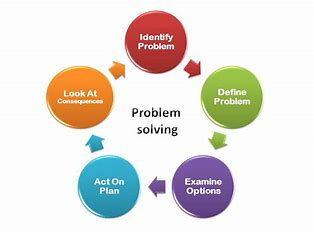 Identify
Problem
Define
Problem
Examine
Options
Act On
Plan
Look At
Consequences
Problem
solving